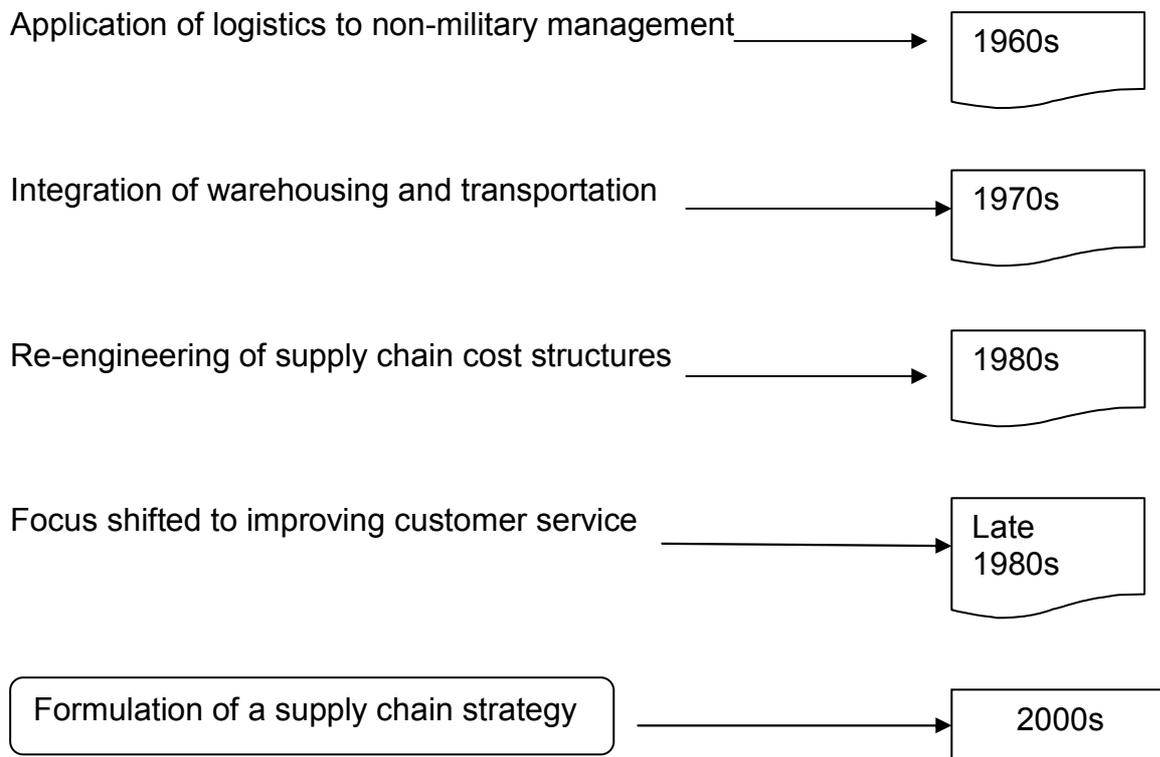 Application of logistics to non-military management
1960s
Integration of warehousing and transportation
1970s
Re-engineering of supply chain cost structures
1980s
Focus shifted to improving customer service
Late
1980s
Formulation of a supply chain strategy
2000s